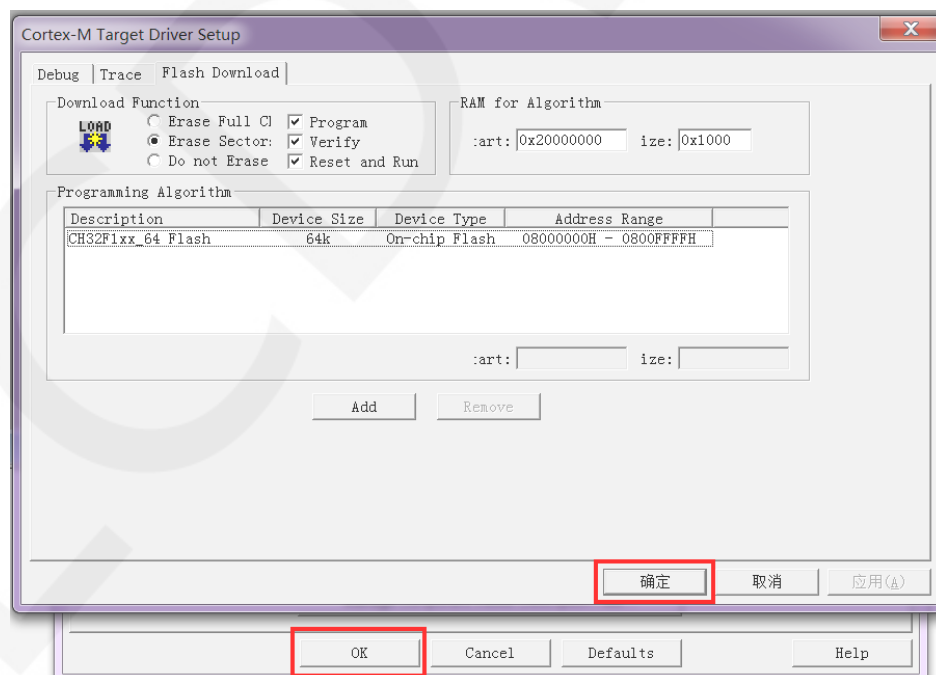 Cortex-M Target Driver Setup
Debug Trace Flash Download
Download Function
LOAD
Erase Full Cl
Program
Erase Sector:
Verify
Do not Erase
Reset and Run
RAM for Algorithm
:art: 0x20000000 ize: 0x1000
Programming Algorithm
Description Device Size Device Type Address Range
CH32F1xx_64 Flash 64k On-chip Flash 08000000H - 0800FFFFH
:art: ize:
Add Remove
确定 取消 应用(A)
OK Cancel Defaults Help